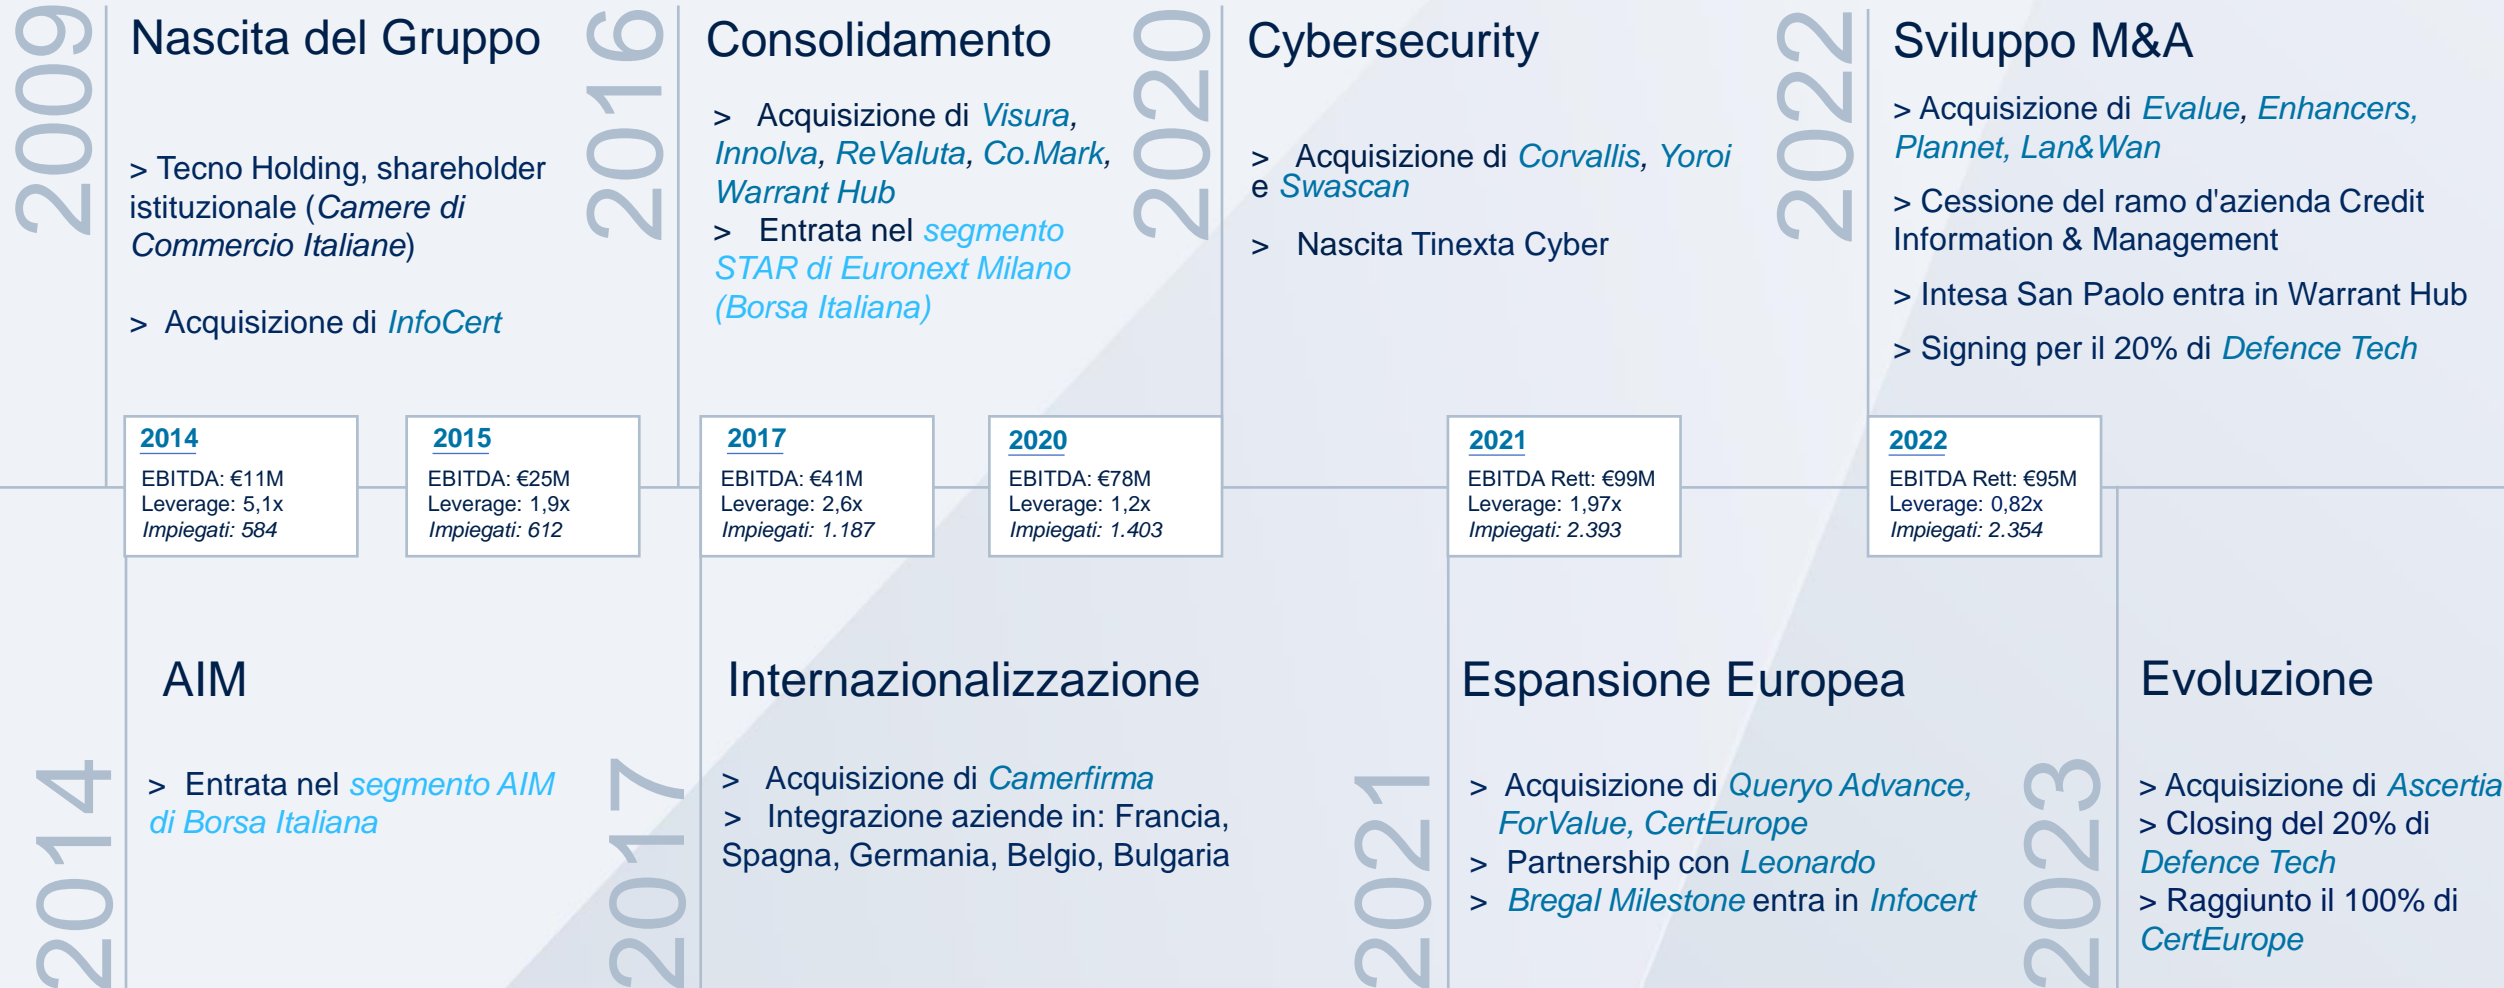 2009
Nascita del Gruppo
> Tecno Holding, shareholder
istituzionale (Camere di
Commercio Italiane)
> Acquisizione di InfoCert
2016
Consolidamento
> Acquisizione di Visura,
Innolva, ReValuta, Co.Mark,
Warrant Hub
> Entrata nel segmento
STAR di Euronext Milano
(Borsa Italiana)
2020
Cybersecurity
> Acquisizione di Corvallis, Yoroi
e Swascan
> Nascita Tinexta Cyber
2022
Sviluppo M&A
> Acquisizione di Evalue, Enhancers,
Plannet, Lan&Wan
> Cessione del ramo d'azienda Credit
Information & Management
> Intesa San Paolo entra in Warrant Hub
> Signing per il 20% di Defence Tech
2014
EBITDA: €11M
Leverage: 5,1x
Impiegati: 584
2015
EBITDA: €25M
Leverage: 1,9x
Impiegati: 612
2017
EBITDA: €41M
Leverage: 2,6x
Impiegati: 1.187
2020
EBITDA: €78M
Leverage: 1,2x
Impiegati: 1.403
2021
EBITDA Rett: €99M
Leverage: 1,97x
Impiegati: 2.393
2022
EBITDA Rett: €95M
Leverage: 0,82x
Impiegati: 2.354
2014
AIM
> Entrata nel segmento AIM
di Borsa Italiana
2017
Internazionalizzazione
> Acquisizione di Camerfirma
> Integrazione aziende in: Francia,
Spagna, Germania, Belgio, Bulgaria
2021
Espansione Europea
> Acquisizione di Queryo Advance,
ForValue, CertEurope
> Partnership con Leonardo
> Bregal Milestone entra in Infocert
2023
Evoluzione
> Acquisizione di Ascertia
> Closing del 20% di
Defence Tech
> Raggiunto il 100% di
CertEurope